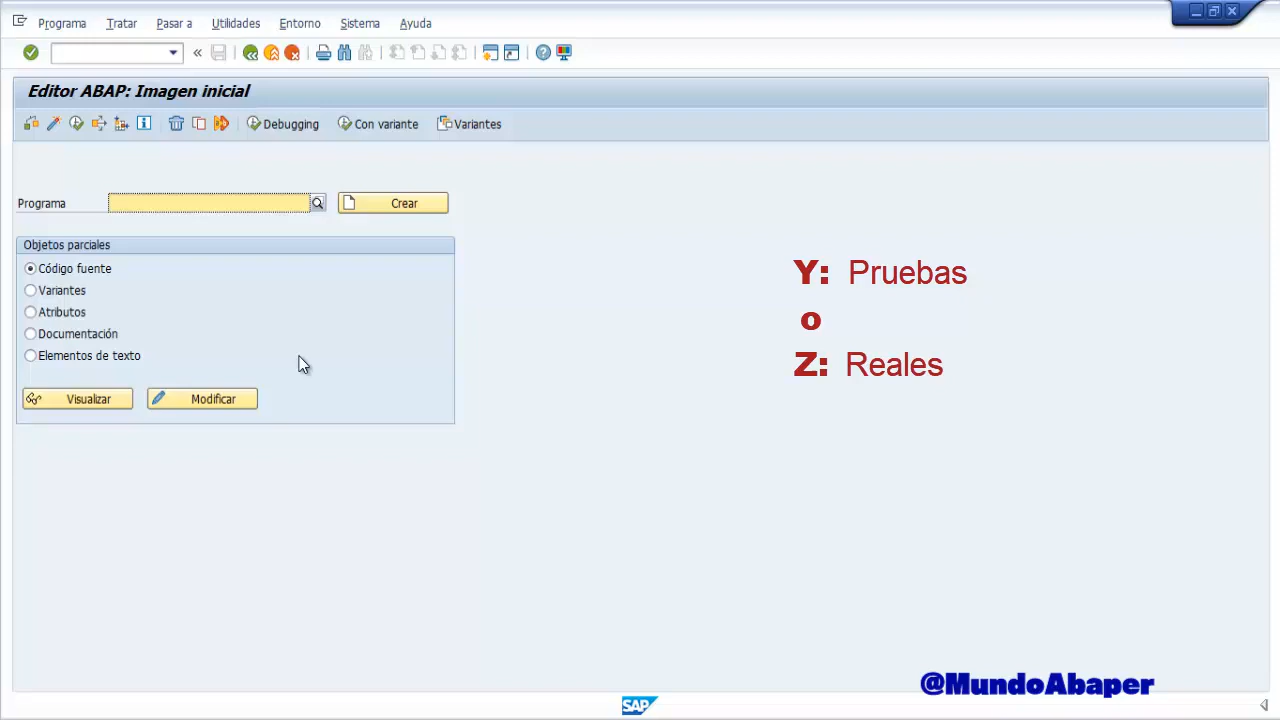 Programa Tratar Pasar a Utilidades Entorno Sistema Ayuda
Editor ABAP: Imagen inicial
Debugging Con variante Variantes
Programa Crear
Objetos parciales
Código fuente
Variantes
Atributos
Documentación
Elementos de texto
Visualizar Modificar
Y: Pruebas
o
Z: Reales
@MundoAbaper
SAP